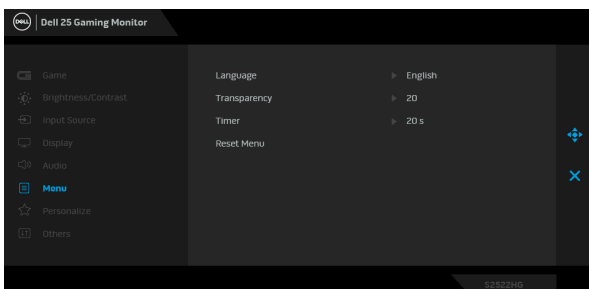 DELL Dell 25 Gaming Monitor
Game
Brightness/Contrast
Input Source
Display
Audio
Menu
Personalize
Others
Language English
Transparency 20
Timer 20 s
Reset Menu
S2522HG